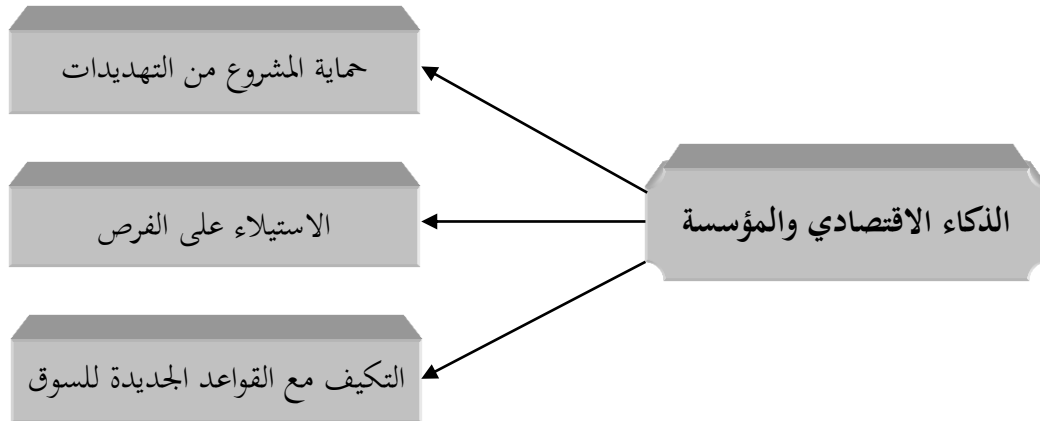 حماية المشروع من التهديدات
الذكاء الاقتصادي والمؤسسة
الاستيلاء على الفرص
التكيف مع القواعد الجديدة للسوق